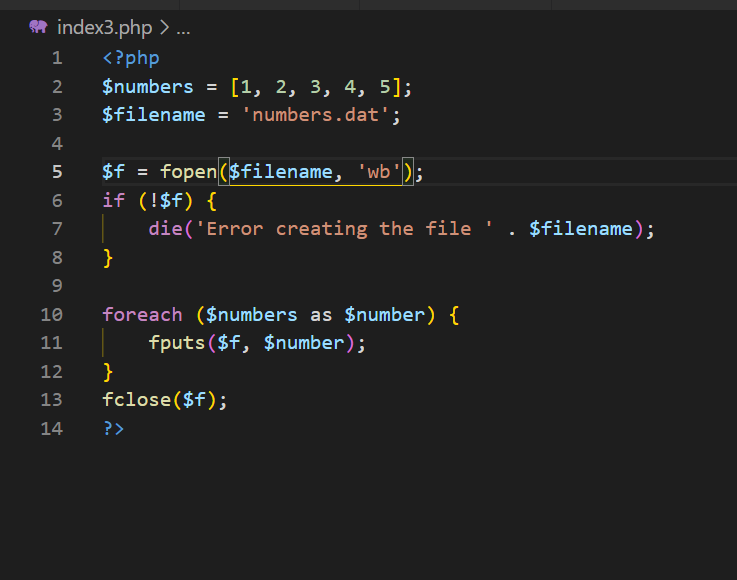 index3.php > ...
1 <?php
2 $numbers = [1, 2, 3, 4, 5];
3 $filename = 'numbers.dat';
4
5 $f = fopen($filename, 'wb');
6 if (!$f) {
7     die('Error creating the file ' . $filename);
8 }
9
10 foreach ($numbers as $number) {
11     fputs($f, $number);
12 }
13 fclose($f);
14 ?>